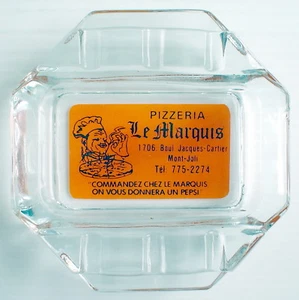 PIZZERIA
Le Marquis
1706 Boul Jacques-Cartier
Mont-Joli
Tél. 775-2274
"COMMANDEZ CHEZ LE MARQUIS
ON VOUS DONNERA UN PEPSI"